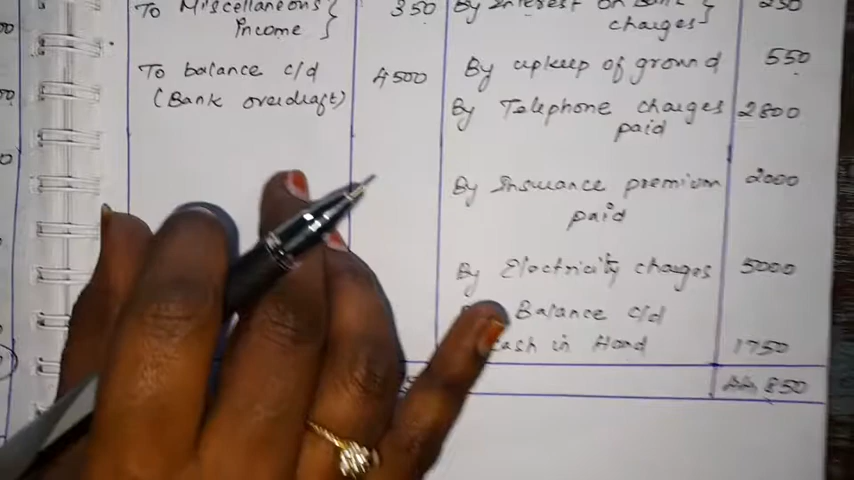 To Miscellaneous
Income
350
To balance c/d
(Bank overdraft)
4500
charges
250
By upkeep of ground
550
By Telephone charges
paid
2800
By Insurance premium
paid
2000
By Electricity charges
5000
Balance c/d
Cash in Hand
1750